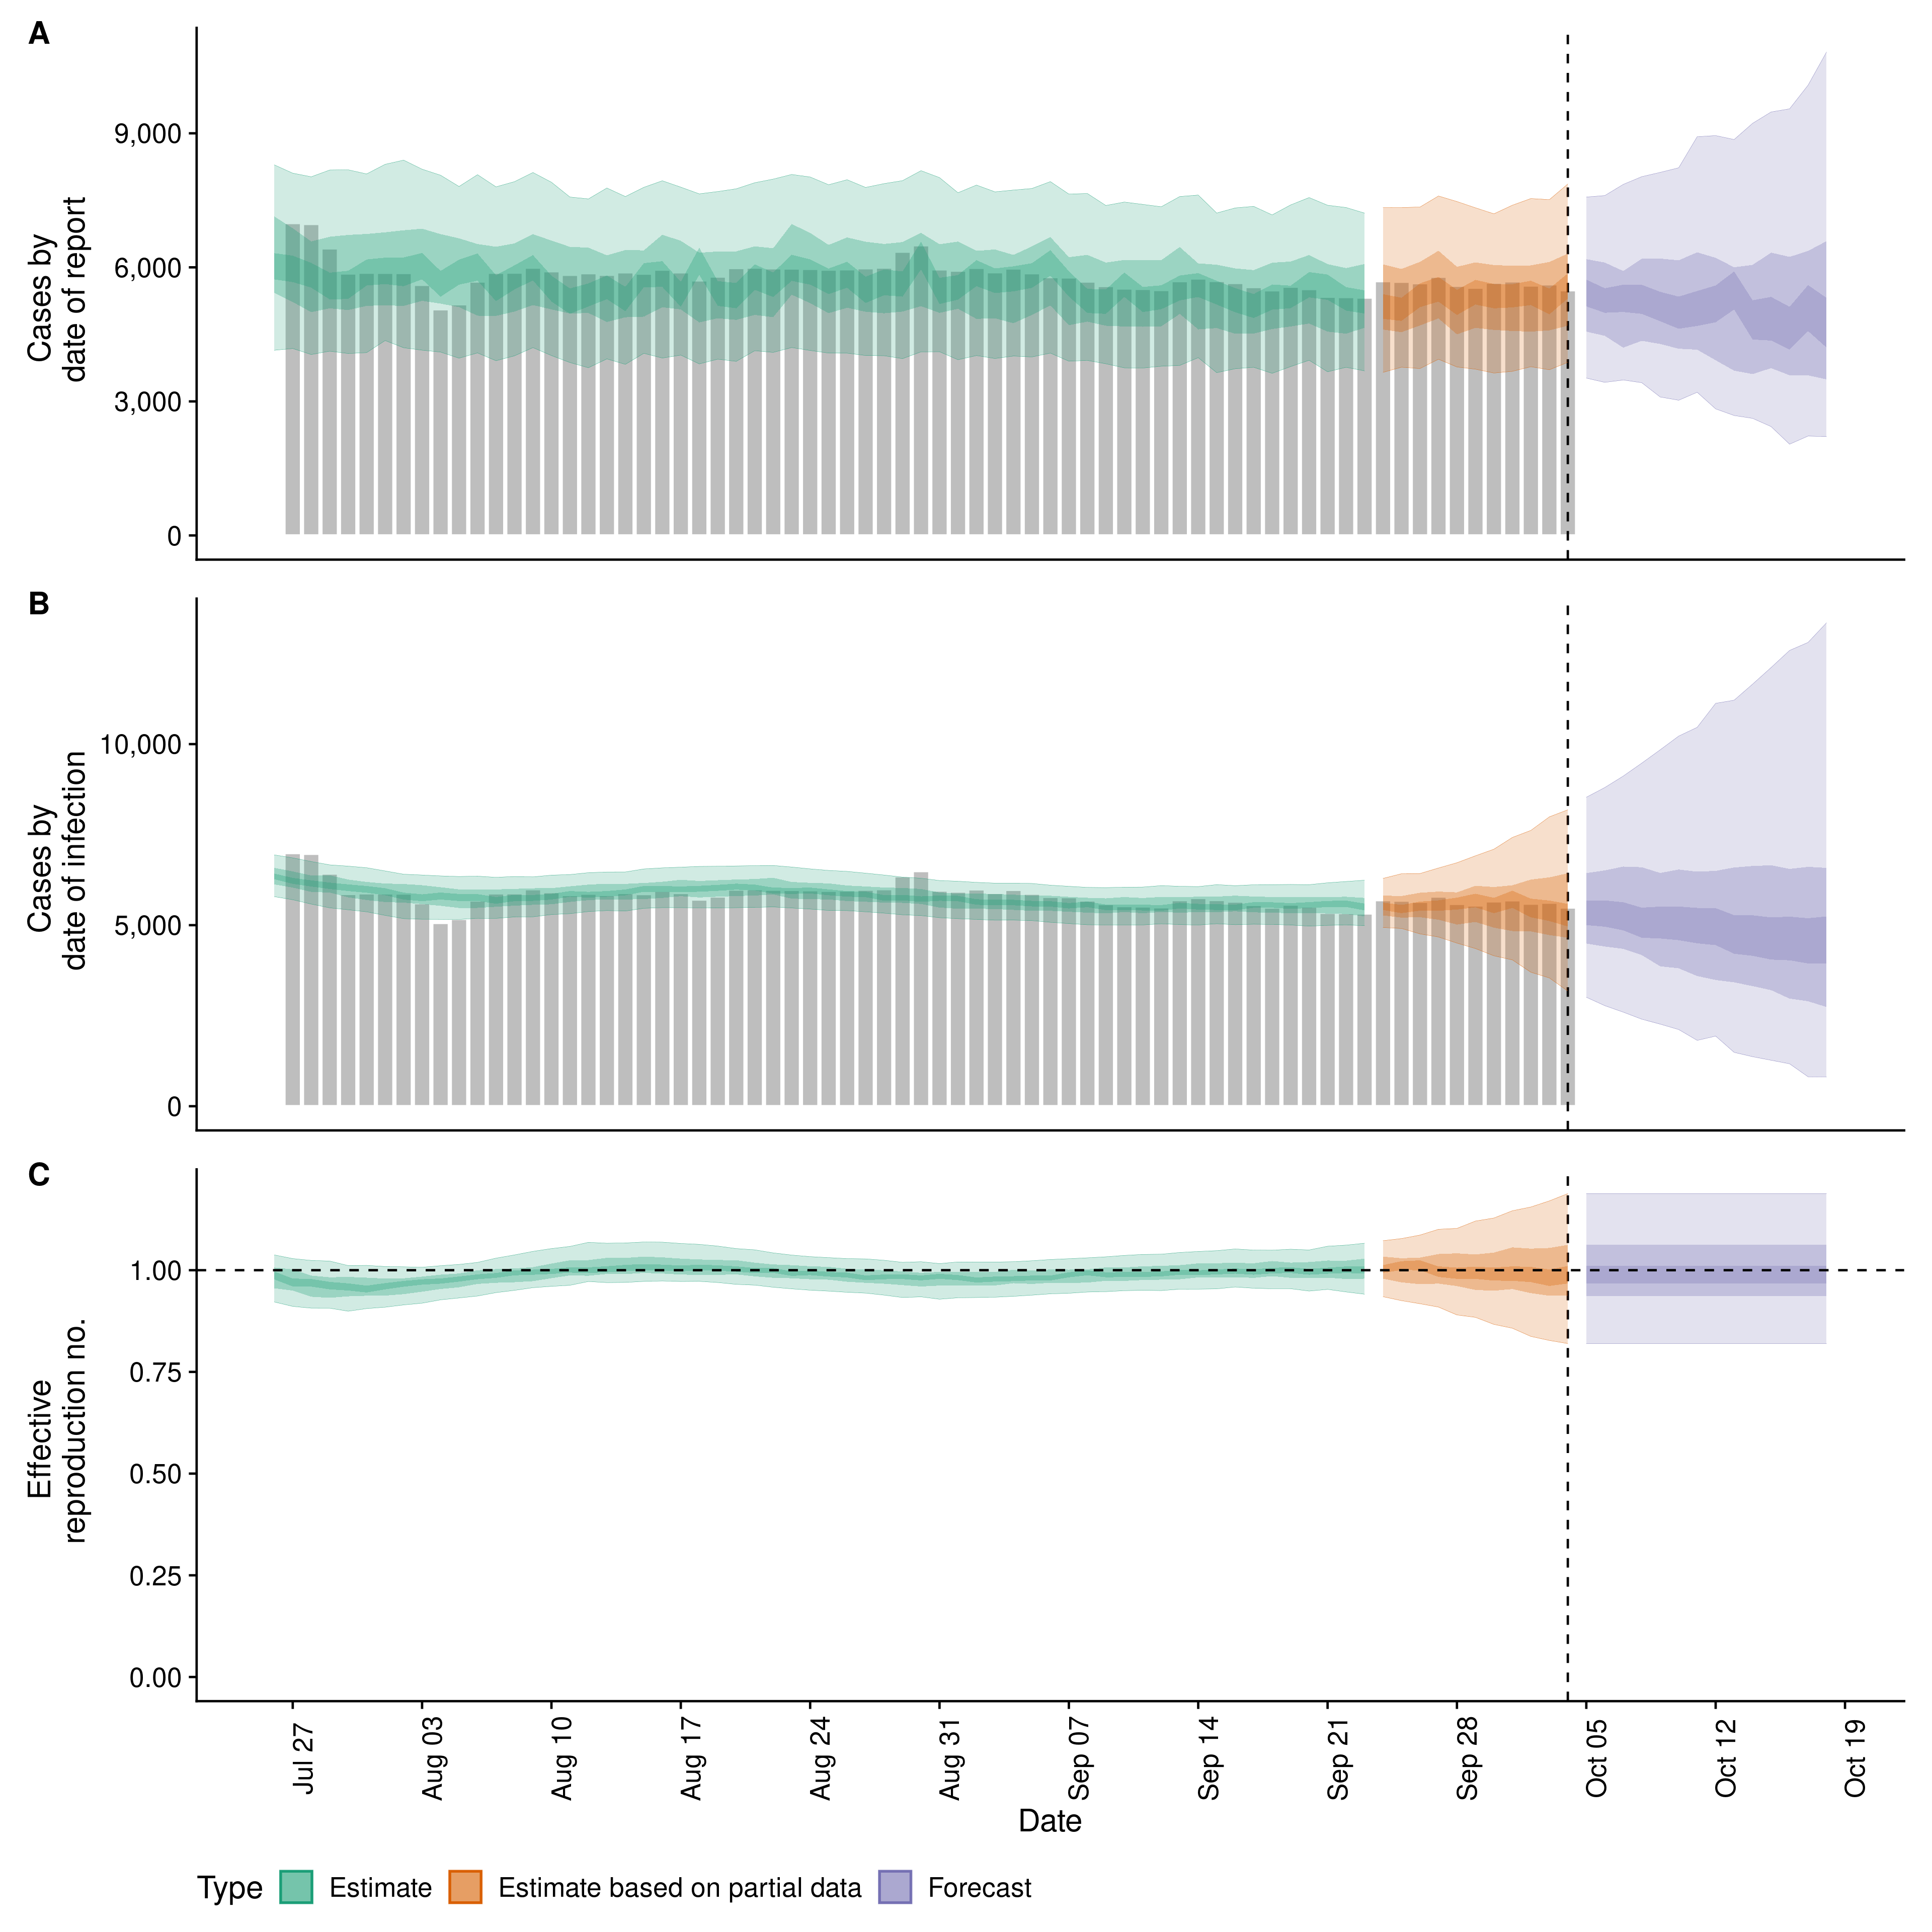 A
Cases by
date of report
9,000
6,000
3,000
0
B
Cases by
date of infection
10,000
5,000
0
C
Effective
reproduction no.
1.00
0.75
0.50
0.25
0.00
Jul 27
Aug 03
Aug 10
Aug 17
Aug 24
Aug 31
Sep 07
Sep 14
Sep 21
Sep 28
Oct 05
Oct 12
Oct 19
Date
Type Estimate Estimate based on partial data Forecast